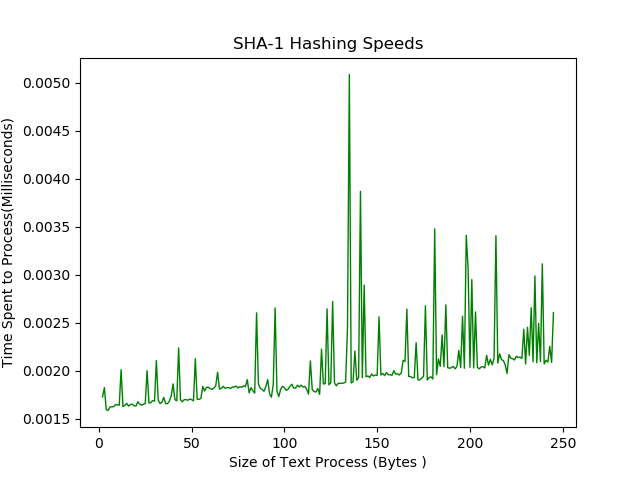 SHA-1 Hashing Speeds
Time Spent to Process(Milliseconds)
0.0050
0.0045
0.0040
0.0035
0.0030
0.0025
0.0020
0.0015
0 50 100 150 200 250
Size of Text Process (Bytes )